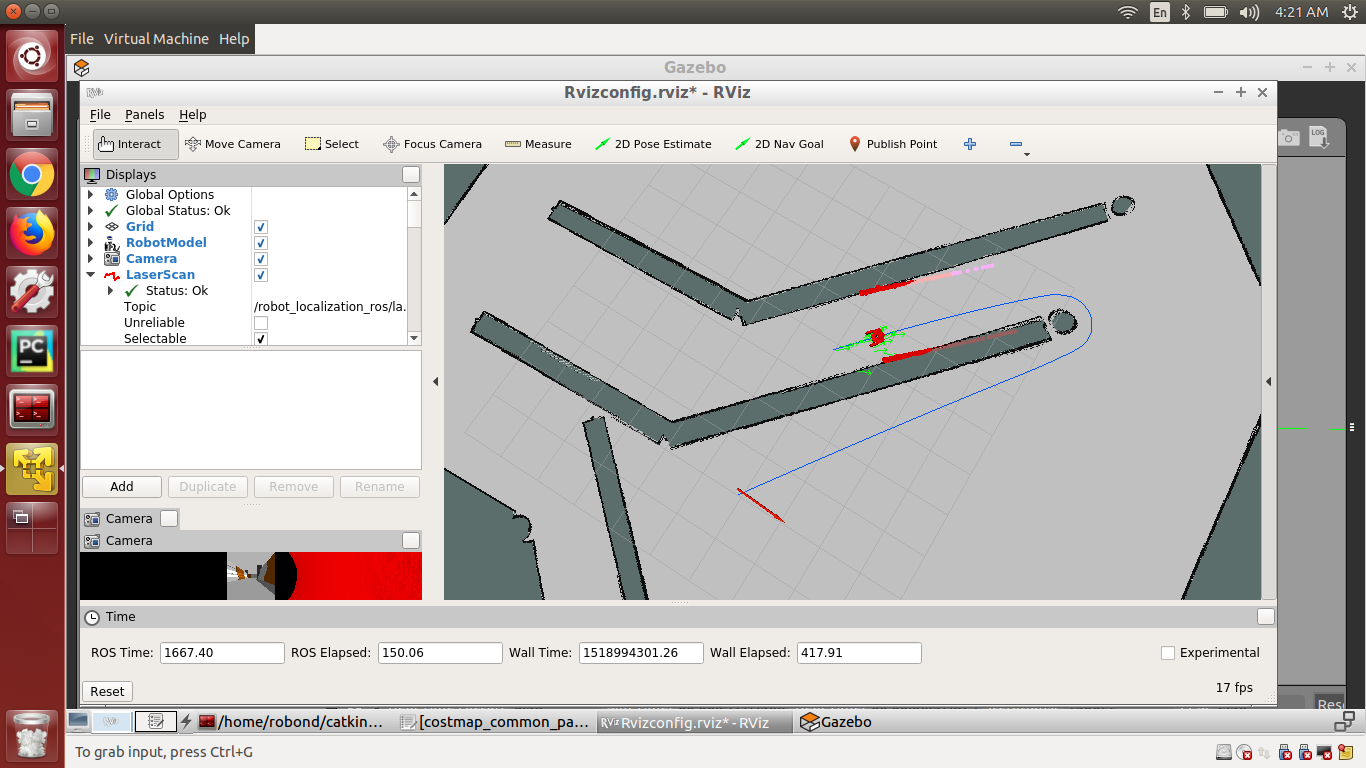 En 4:21 AM
File Virtual Machine Help
Gazebo
LOG
RViz Rvizconfig.rviz* - RViz
File Panels Help
Interact Move Camera Select Focus Camera Measure 2D Pose Estimate 2D Nav Goal Publish Point
Displays
Global Options
Global Status: Ok
Grid
RobotModel
Camera
LaserScan
Status: Ok
Topic /robot_localization_ros/la.
Unreliable
Selectable
PC
Add Duplicate Remove Rename
Camera
Camera
Time
ROS Time: 1667.40 ROS Elapsed: 150.06 Wall Time: 1518994301.26 Wall Elapsed: 417.91 Experimental
Reset 17 fps
/home/robond/catkin... [costmap_common_pa... RViz Rvizconfig.rviz* - RViz Gazebo
To grab input, press Ctrl+G